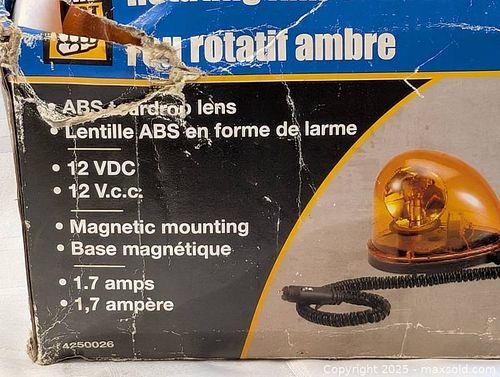 rotatif ambre
• ABS teardrop lens
• Lentille ABS en forme de larme
• 12 VDC
• 12 V.c.c.
• Magnetic mounting
• Base magnétique
• 1.7 amps
• 1,7 ampère
4250026
Copyright © 2025 - maxsold.com